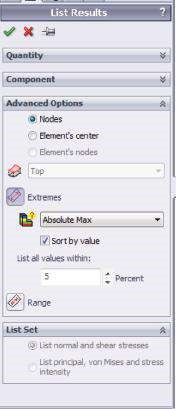 List Results ?
Quantity
Component
Advanced Options
Nodes
Element's center
Element's nodes
Top
Extremes
Absolute Max
Sort by value
List all values within:
5 Percent
Range
List Set
List normal and shear stresses
List principal, von Mises and stress
intensity